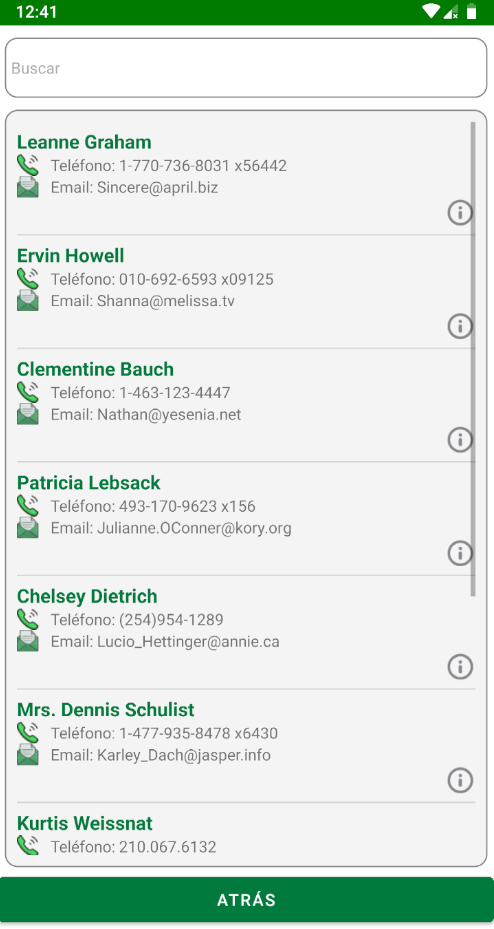 12:41
Buscar
Leanne Graham
Teléfono: 1-770-736-8031 x56442
Email: Sincere@april.biz
Ervin Howell
Teléfono: 010-692-6593 x09125
Email: Shanna@melissa.tv
Clementine Bauch
Teléfono: 1-463-123-4447
Email: Nathan@yesenia.net
Patricia Lebsack
Teléfono: 493-170-9623 x156
Email: Julianne.OConner@kory.org
Chelsey Dietrich
Teléfono: (254)954-1289
Email: Lucio_Hettinger@annie.ca
Mrs. Dennis Schulist
Teléfono: 1-477-935-8478 x6430
Email: Karley_Dach@jasper.info
Kurtis Weissnat
Teléfono: 210.067.6132
ATRÁS